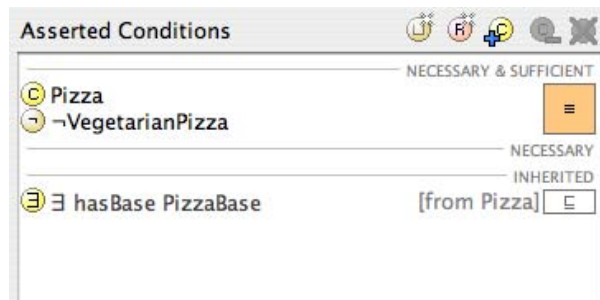 Asserted Conditions
NECESSARY & SUFFICIENT
Pizza
¬VegetarianPizza
≡
NECESSARY
INHERITED
∃ hasBase PizzaBase [from Pizza] ⊑